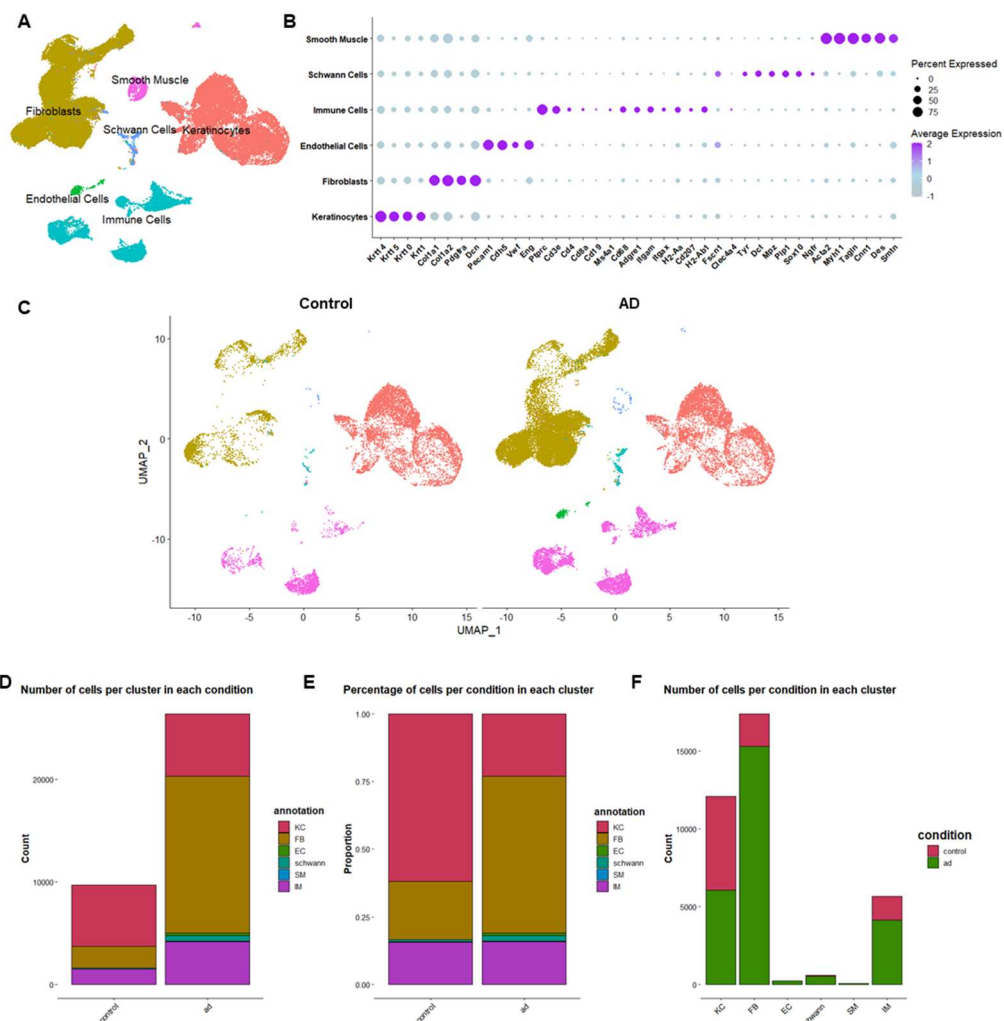 A
Smooth Muscle
Fibroblasts
Schwann Cells
Keratinocytes
Endothelial Cells
Immune Cells
B
Smooth Muscle
Schwann Cells
Immune Cells
Endothelial Cells
Fibroblasts
Keratinocytes
Krt14 Krt15 Krt10 Krt1 Col1a1 Col1a2 Pdgfra Dcn Pecam1 Cdh5 Vwf Eng Ptprc Cd3e Cd4 Cd8a Cd19 Ms4a1 Cd68 Adgre1 Itgam Itgax H2-Aa Cd207 H2-Ab1 Fscn1 Clec4a4 Tyr Dct Mpz Plp1 Sox10 Ngfr Acta2 Myh11 Tagln Cnn1 Des Smtn
Percent Expressed
0
25
50
75
Average Expression
2
1
0
-1
C
Control
AD
UMAP_2
10
0
-10
-10 -5 0 5 10 15
-10 -5 0 5 10 15
UMAP_1
D
Number of cells per cluster in each condition
Count
20000
10000
0
control
ad
annotation
KC
FB
EC
schwann
SM
IM
E
Percentage of cells per condition in each cluster
Proportion
1.00
0.75
0.50
0.25
0.00
control
ad
annotation
KC
FB
EC
schwann
SM
IM
F
Number of cells per condition in each cluster
Count
15000
10000
5000
0
KC
FB
EC
SM
IM
condition
control
ad